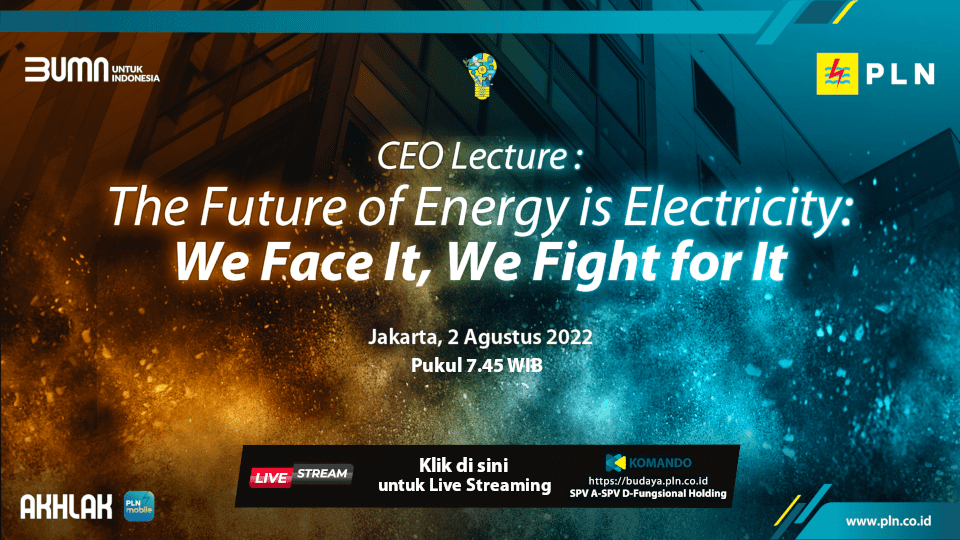 BUMN UNTUK
INDONESIA
PLN
CEO Lecture :
The Future of Energy is Electricity:
We Face It, We Fight for It
Jakarta, 2 Agustus 2022
Pukul 7.45 WIB
LIVE STREAM
Klik di sini
untuk Live Streaming
KOMANDO
https://budaya.pln.co.id
SPV A-SPV D-Fungsional Holding
AKHLAK
PLN
mobile
www.pln.co.id